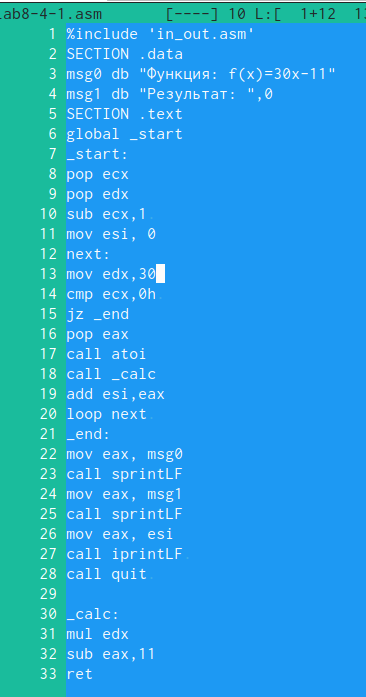 ab8-4-1.asm [----] 10 L:[ 1+12 1
1 %include 'in_out.asm'
2 SECTION .data
3 msg0 db "Функция: f(x)=30x-11"
4 msg1 db "Результат: ",0
5 SECTION .text
6 global _start
7 _start:
8 pop ecx
9 pop edx
10 sub ecx,1
11 mov esi, 0
12 next:
13 mov edx,30
14 cmp ecx,0h
15 jz _end
16 pop eax
17 call atoi
18 call _calc
19 add esi,eax
20 loop next
21 _end:
22 mov eax, msg0
23 call sprintLF
24 mov eax, msg1
25 call sprintLF
26 mov eax, esi
27 call iprintLF
28 call quit
29
30 _calc:
31 mul edx
32 sub eax,11
33 ret